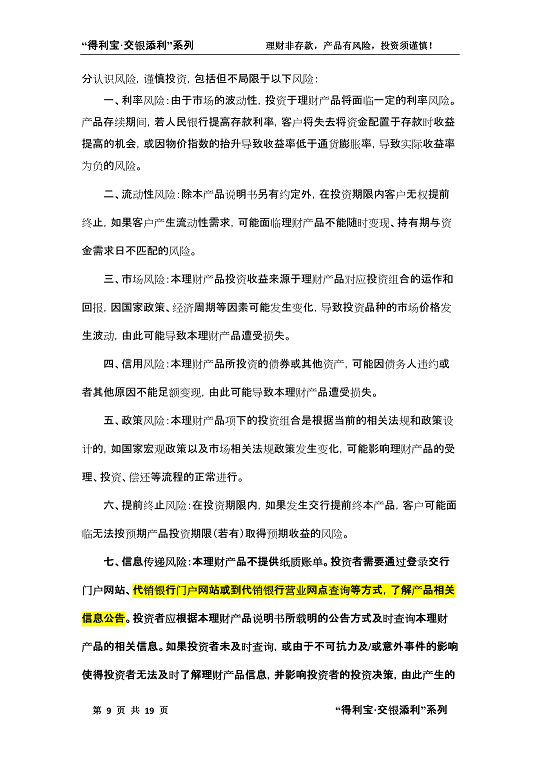 “得利宝·交银添利”系列 理财非存款，产品有风险，投资须谨慎！
分认识风险，谨慎投资，包括但不局限于以下风险：
一、利率风险：由于市场的波动性，投资于理财产品将面临一定的利率风险。
产品存续期间，若人民银行提高存款利率，客户将失去将资金配置于存款时收益
提高的机会，或因物价指数的抬升导致收益率低于通货膨胀率，导致实际收益率
为负的风险。
二、流动性风险：除本产品说明书另有约定外，在投资期限内客户无权提前
终止，如果客户产生流动性需求，可能面临理财产品不能随时变现、持有期与资
金需求日不匹配的风险。
三、市场风险：本理财产品投资收益来源于理财产品对应投资组合的运作和
回报，因国家政策、经济周期等因素可能发生变化，导致投资品种的市场价格发
生波动，由此可能导致本理财产品遭受损失。
四、信用风险：本理财产品所投资的债券或其他资产，可能因债务人违约或
者其他原因不能足额变现，由此可能导致本理财产品遭受损失。
五、政策风险：本理财产品项下的投资组合是根据当前的相关法规和政策设
计的，如国家宏观政策以及市场相关法规政策发生变化，可能影响理财产品的受
理、投资、偿还等流程的正常进行。
六、提前终止风险：在投资期限内，如果发生交行提前终本产品，客户可能面
临无法按预期产品投资期限（若有）取得预期收益的风险。
七、信息传递风险：本理财产品不提供纸质账单。投资者需要通过登录交行
门户网站、代销银行门户网站或到代销银行营业网点查询等方式，了解产品相关
信息公告。投资者应根据本理财产品说明书所载明的公告方式及时查询本理财
产品的相关信息。如果投资者未及时查询，或由于不可抗力及/或意外事件的影响
使得投资者无法及时了解理财产品信息，并影响投资者的投资决策，由此产生的
第 9 页 共 19 页 “得利宝·交银添利”系列